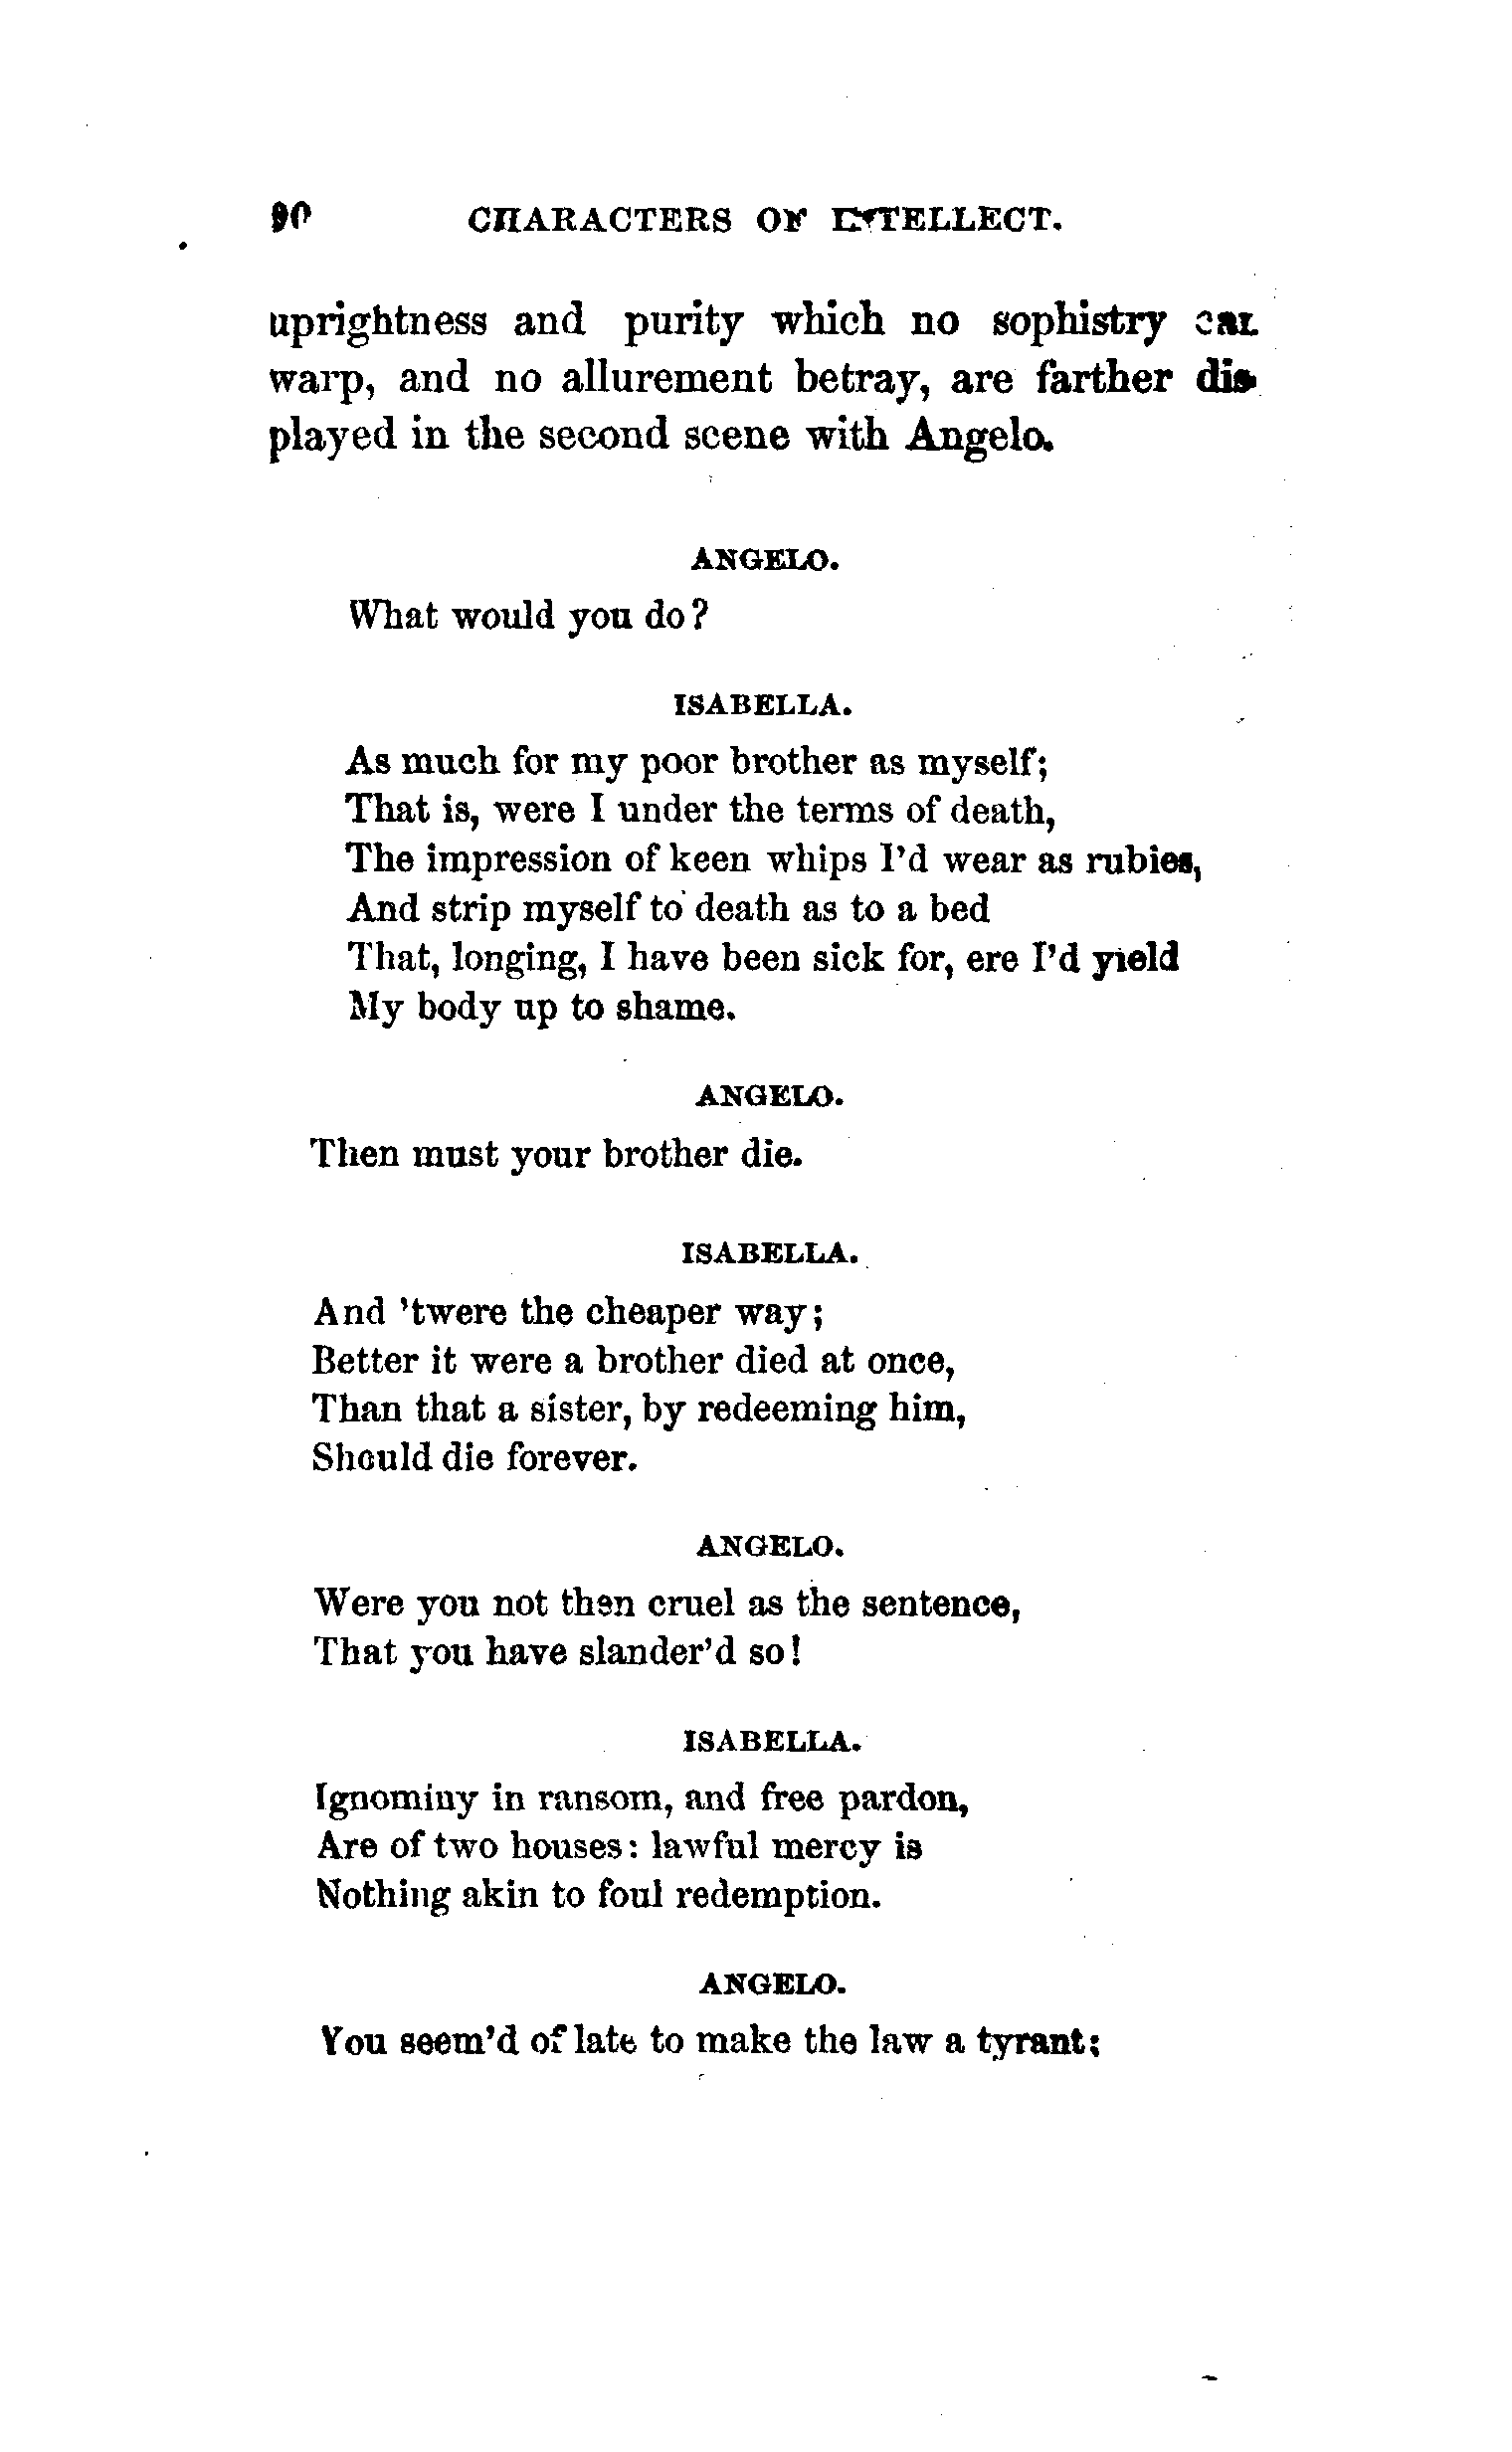 90 CHARACTERS OF INTELLECT.
uprightness and purity which no sophistry can
warp, and no allurement betray, are farther dis-
played in the second scene with Angelo.
ANGELO.
What would you do?
ISABELLA.
As much for my poor brother as myself;
That is, were I under the terms of death,
The impression of keen whips I'd wear as rubies,
And strip myself to death as to a bed
That, longing, I have been sick for, ere I'd yield
My body up to shame.
ANGELO.
Then must your brother die.
ISABELLA.
And 'twere the cheaper way;
Better it were a brother died at once,
Than that a sister, by redeeming him,
Should die forever.
ANGELO.
Were you not then cruel as the sentence,
That you have slander'd so!
ISABELLA.
Ignominy in ransom, and free pardon,
Are of two houses: lawful mercy is
Nothing akin to foul redemption.
ANGELO.
You seem'd of late to make the law a tyrant;